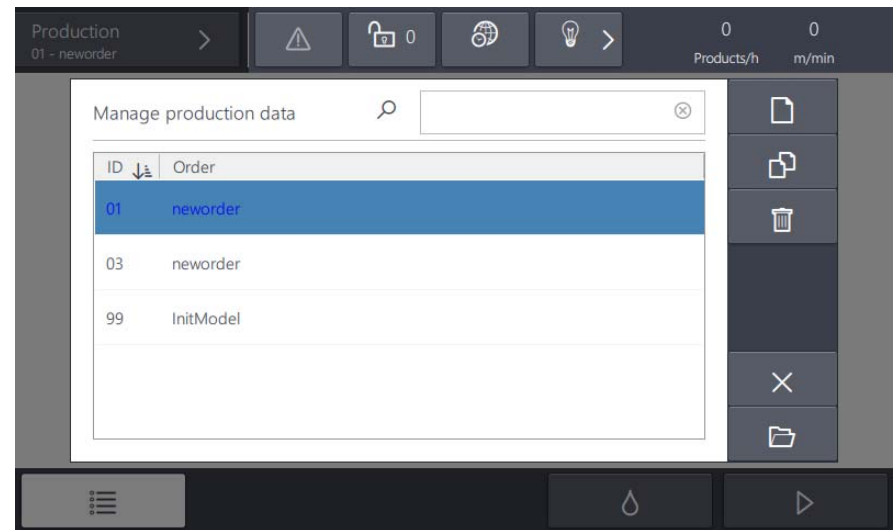 Production
01 - neworder
0
0 0
Products/h m/min
Manage production data
ID Order
01 neworder
03 neworder
99 InitModel